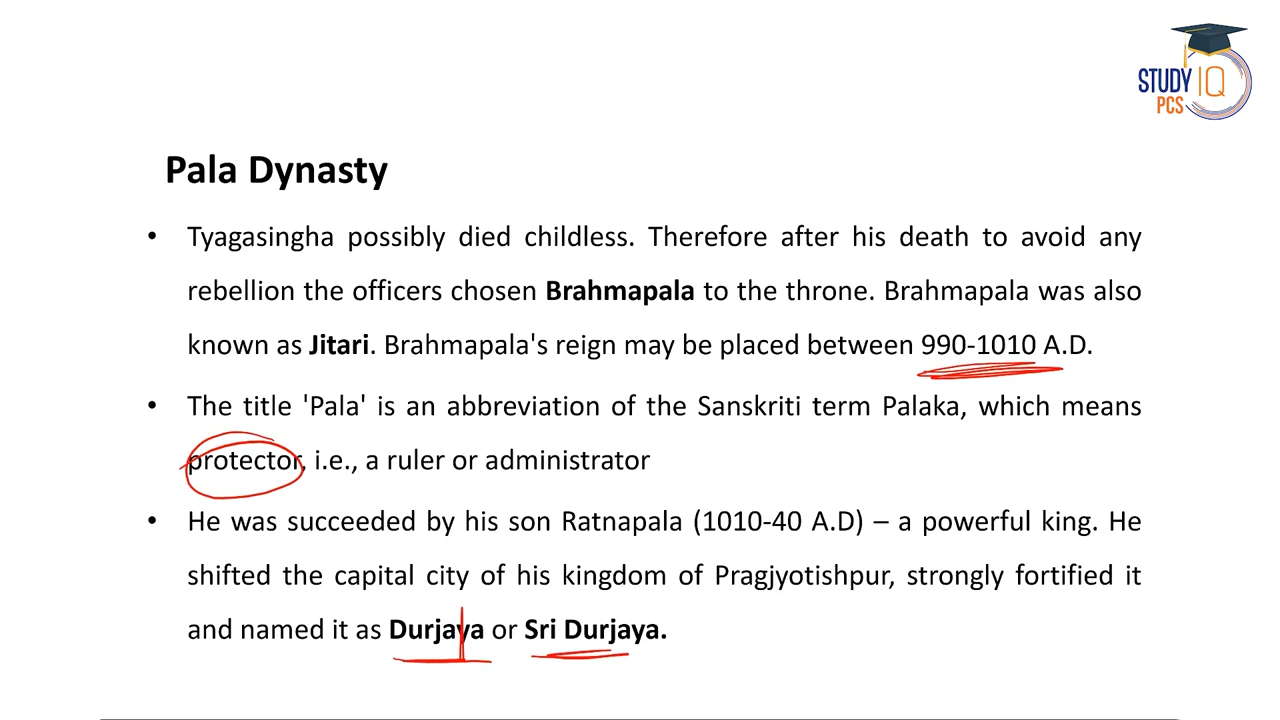 STUDY IQ
PCS
Pala Dynasty
• Tyagasingha possibly died childless. Therefore after his death to avoid any
rebellion the officers chosen Brahmapala to the throne. Brahmapala was also
known as Jitari. Brahmapala's reign may be placed between 990-1010 A.D.
• The title 'Pala' is an abbreviation of the Sanskriti term Palaka, which means
protector, i.e., a ruler or administrator
• He was succeeded by his son Ratnapala (1010-40 A.D) – a powerful king. He
shifted the capital city of his kingdom of Pragjyotishpur, strongly fortified it
and named it as Durjaya or Sri Durjaya.